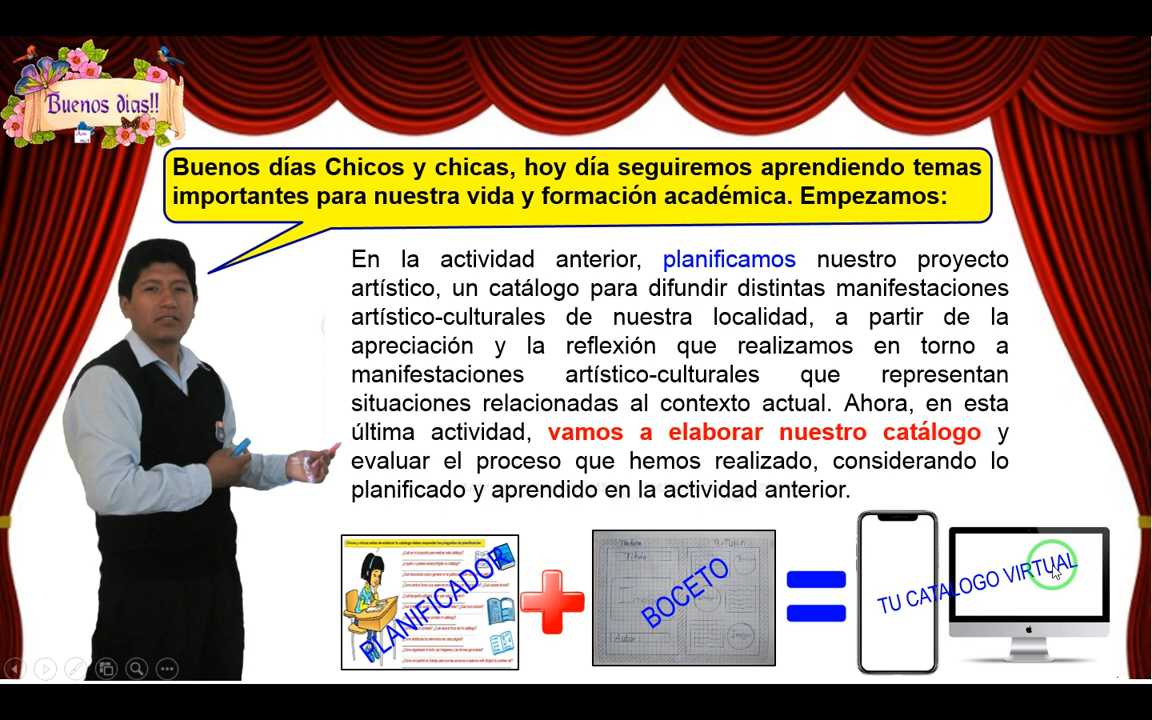 Buenos dias!!
Buenos días Chicos y chicas, hoy día seguiremos aprendiendo temas
importantes para nuestra vida y formación académica. Empezamos:
En la actividad anterior, planificamos nuestro proyecto
artístico, un catálogo para difundir distintas manifestaciones
artístico-culturales de nuestra localidad, a partir de la
apreciación y la reflexión que realizamos en torno a
manifestaciones artístico-culturales que representan
situaciones relacionadas al contexto actual. Ahora, en esta
última actividad, vamos a elaborar nuestro catálogo y
evaluar el proceso que hemos realizado, considerando lo
planificado y aprendido en la actividad anterior.
PLANIFICADOR
BOCETO
Título
Autor
TU CATALOGO VIRTUAL